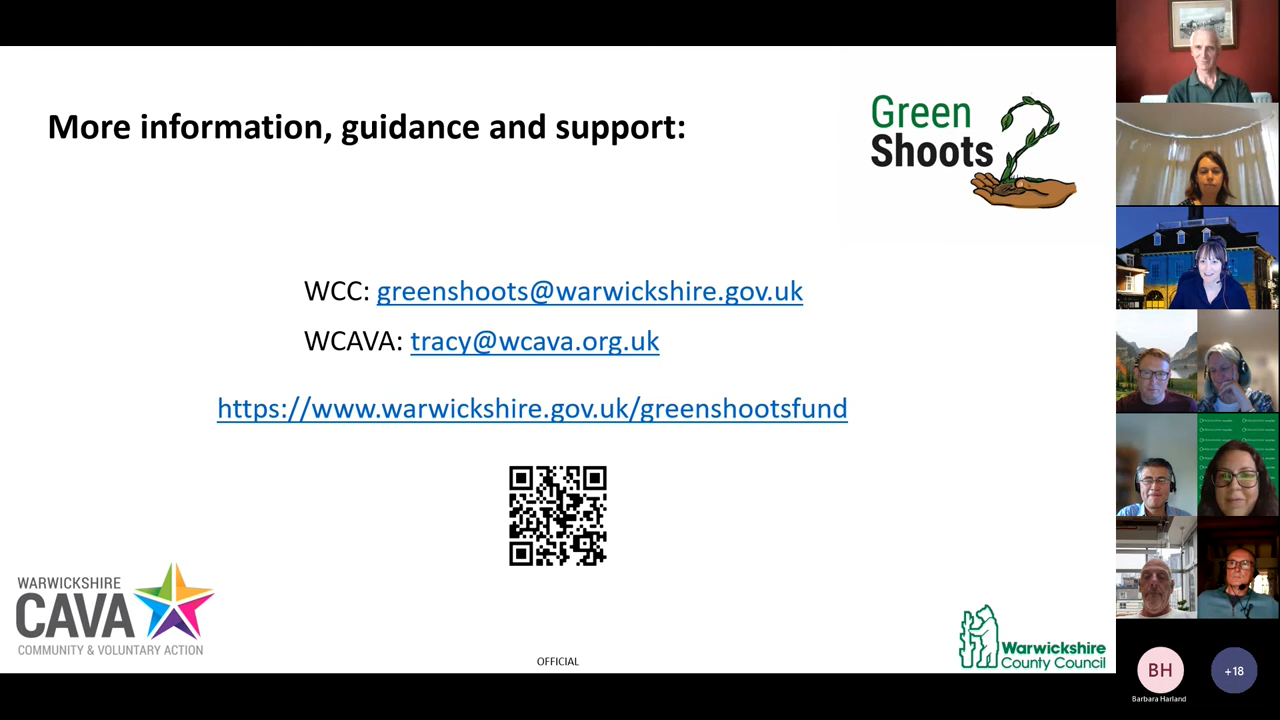 More information, guidance and support:
Green
Shoots
WCC: greenshoots@warwickshire.gov.uk
WCAVA: tracy@wcava.org.uk
https://www.warwickshire.gov.uk/greenshootsfund
WARWICKSHIRE
CAVA
COMMUNITY & VOLUNTARY ACTION
OFFICIAL
Warwickshire
County Council
BH
+18
Barbara Harland